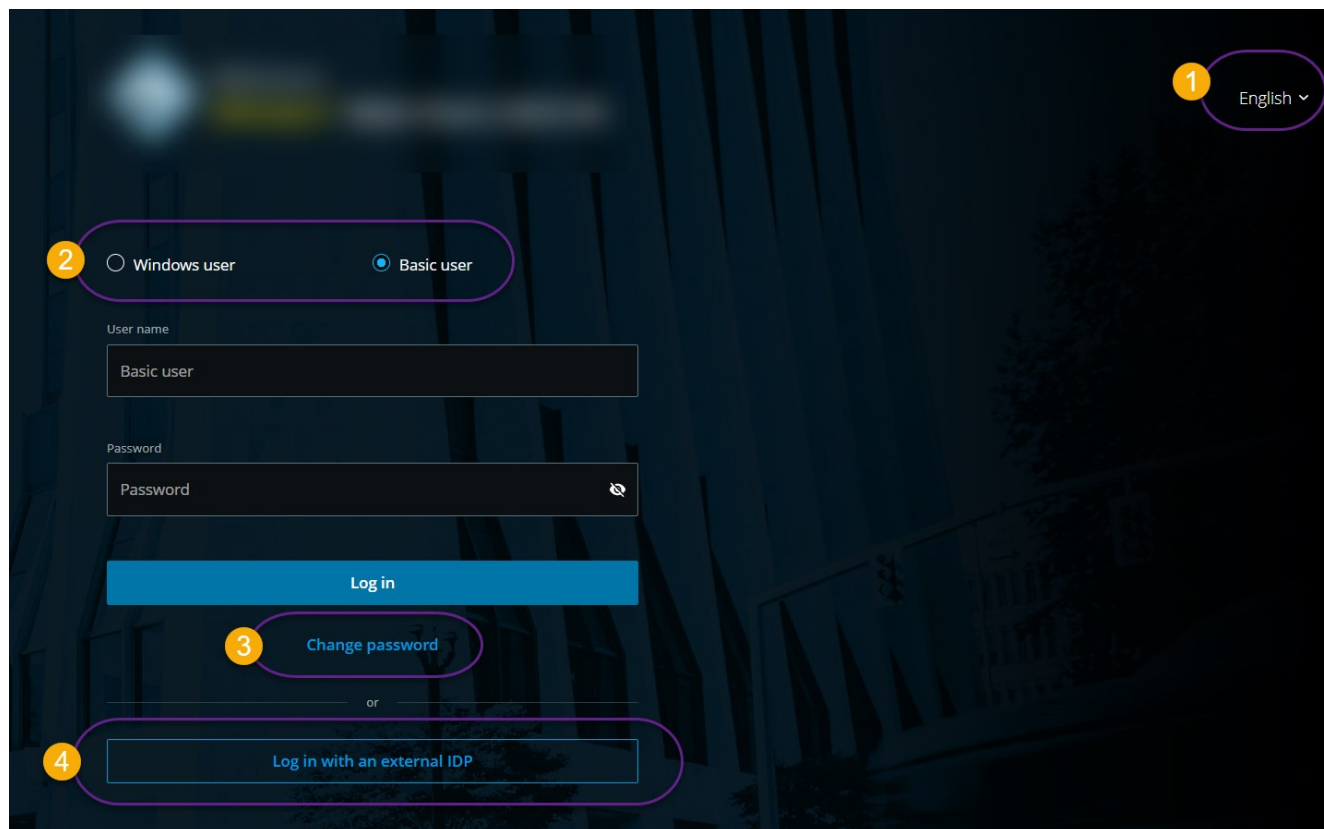 1
English
2
Windows user
Basic user
User name
Basic user
Password
Password
Log in
3
Change password
or
4
Log in with an external IDP